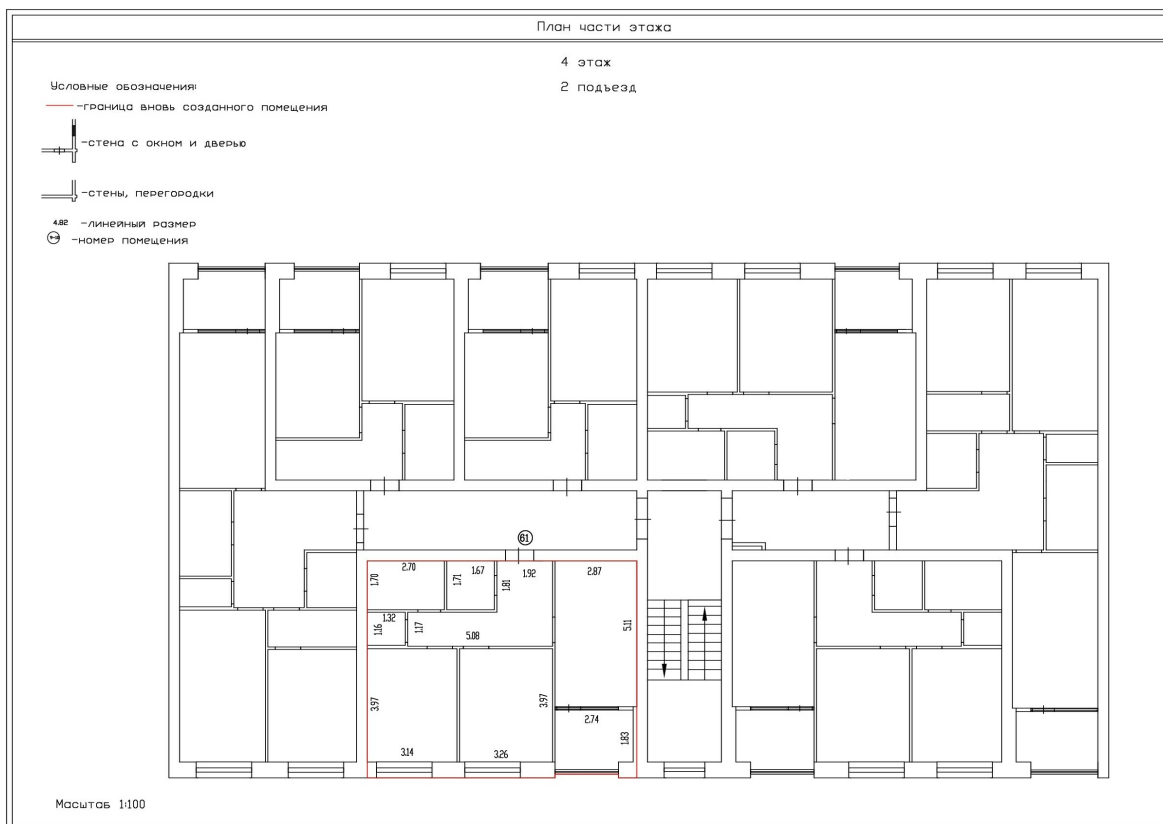 План части этажа
4 этаж
2 подъезд
Условные обозначения:
-граница вновь созданного помещения
-стена с окном и дверью
-стены, перегородки
4.82 -линейный размер
-номер помещения
61
2.70
1.67
1.92
2.87
1.70
1.71
1.81
1.32
1.16
1.17
5.08
5.11
3.97
3.97
2.74
1.83
3.14
3.26
Масштаб 1:100